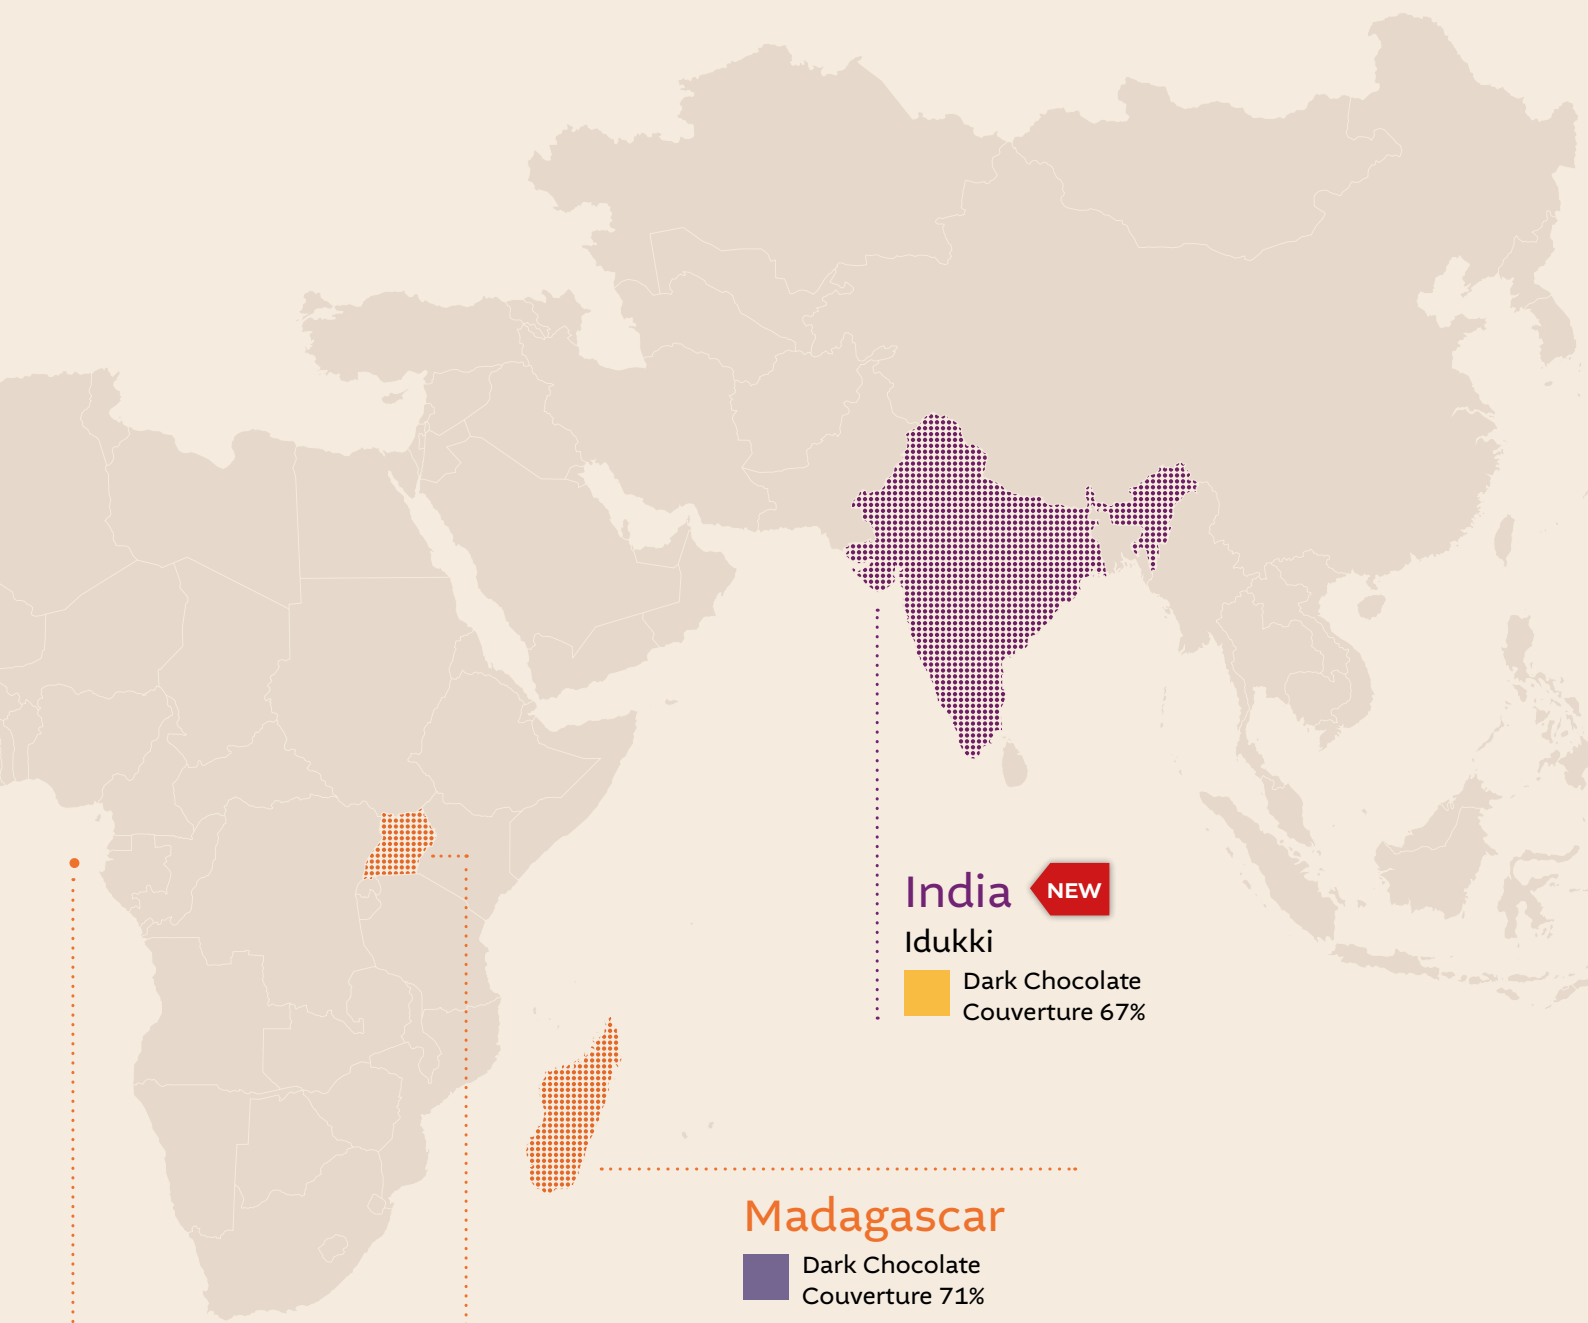 India
NEW
Idukki
Dark Chocolate
Couverture 67%
Madagascar
Dark Chocolate
Couverture 71%